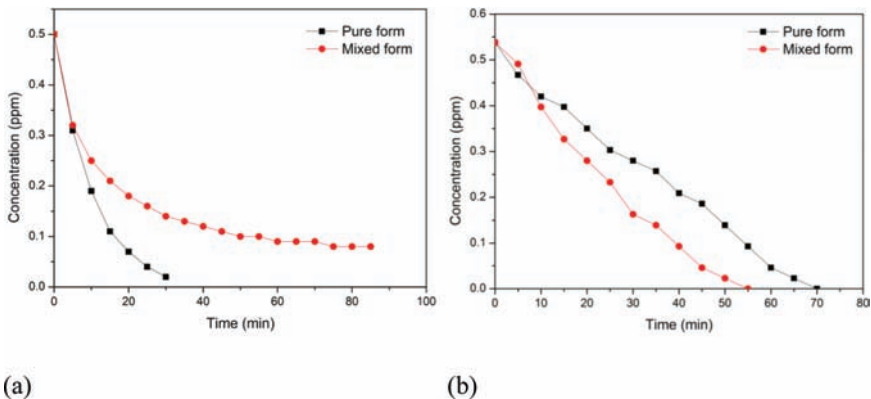 Pure form
Mixed form
0.5
0.4
0.3
0.2
0.1
0.0
Concentration (ppm)
0 20 40 60 80 100
Time (min)
(a)
Pure form
Mixed form
0.6
0.5
0.4
0.3
0.2
0.1
0.0
Concentration (ppm)
0 10 20 30 40 50 60 70 80
Time (min)
(b)